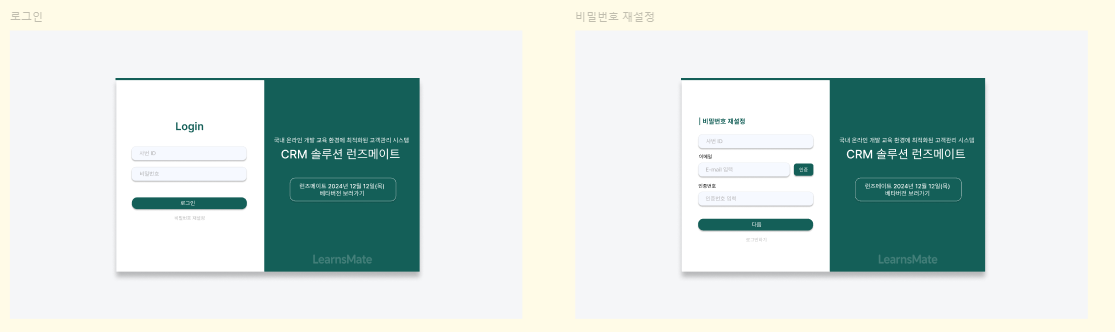 로그인
Login
사번 ID
비밀번호
로그인
비밀번호 재설정
국내 온라인 개발 교육 환경에 최적화된 고객관리 시스템
CRM 솔루션 런즈메이트
런즈메이트 2024년 12월 12일(목)
베타버전 보러가기
LearnsMate
비밀번호 재설정
| 비밀번호 재설정
사번 ID
이메일
E-mail 입력
인증
인증번호
인증번호 입력
다음
국내 온라인 개발 교육 환경에 최적화된 고객관리 시스템
CRM 솔루션 런즈메이트
런즈메이트 2024년 12월 12일(목)
베타버전 보러가기
LearnsMate